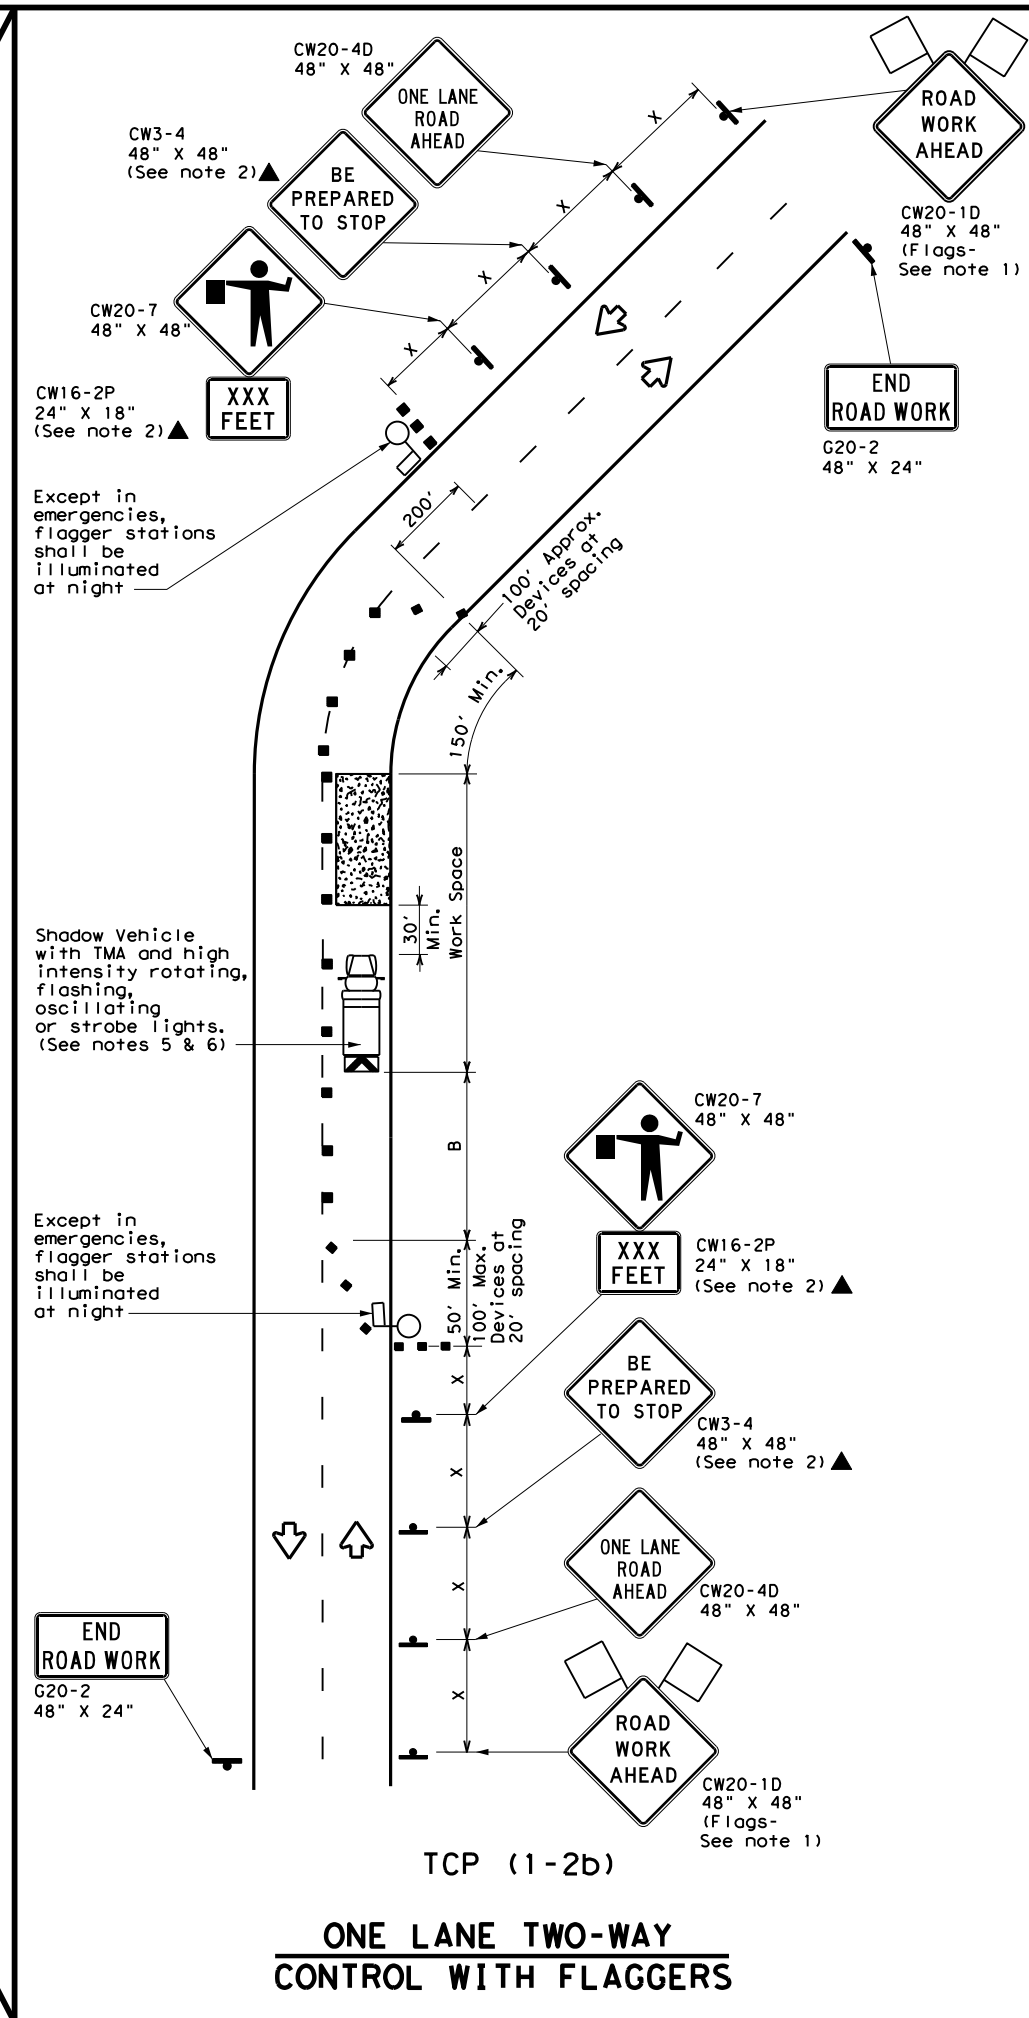 CW20-4D
48" X 48"
ONE LANE
ROAD
AHEAD
ROAD
WORK
AHEAD
CW20-1D
48" X 48"
(Flags-
See note 1)
CW3-4
48" X 48"
(See note 2)
BE
PREPARED
TO STOP
CW20-7
48" X 48"
CW16-2P
24" X 18"
(See note 2)
XXX
FEET
X
X
X
X
END
ROAD WORK
G20-2
48" X 24"
Except in
emergencies,
flagger stations
shall be
illuminated
at night
200'
100' Approx.
Devices at
20' spacing
150' Min.
Work Space
30'
Min.
Shadow Vehicle
with TMA and high
intensity rotating,
flashing,
oscillating
or strobe lights.
(See notes 5 & 6)
B
CW20-7
48" X 48"
XXX
FEET
CW16-2P
24" X 18"
(See note 2)
Except in
emergencies,
flagger stations
shall be
illuminated
at night
50' Min.
100' Max.
Devices at
20' spacing
X
X
X
X
BE
PREPARED
TO STOP
CW3-4
48" X 48"
(See note 2)
ONE LANE
ROAD
AHEAD
CW20-4D
48" X 48"
END
ROAD WORK
G20-2
48" X 24"
ROAD
WORK
AHEAD
CW20-1D
48" X 48"
(Flags-
See note 1)
TCP (1-2b)
ONE LANE TWO-WAY
CONTROL WITH FLAGGERS